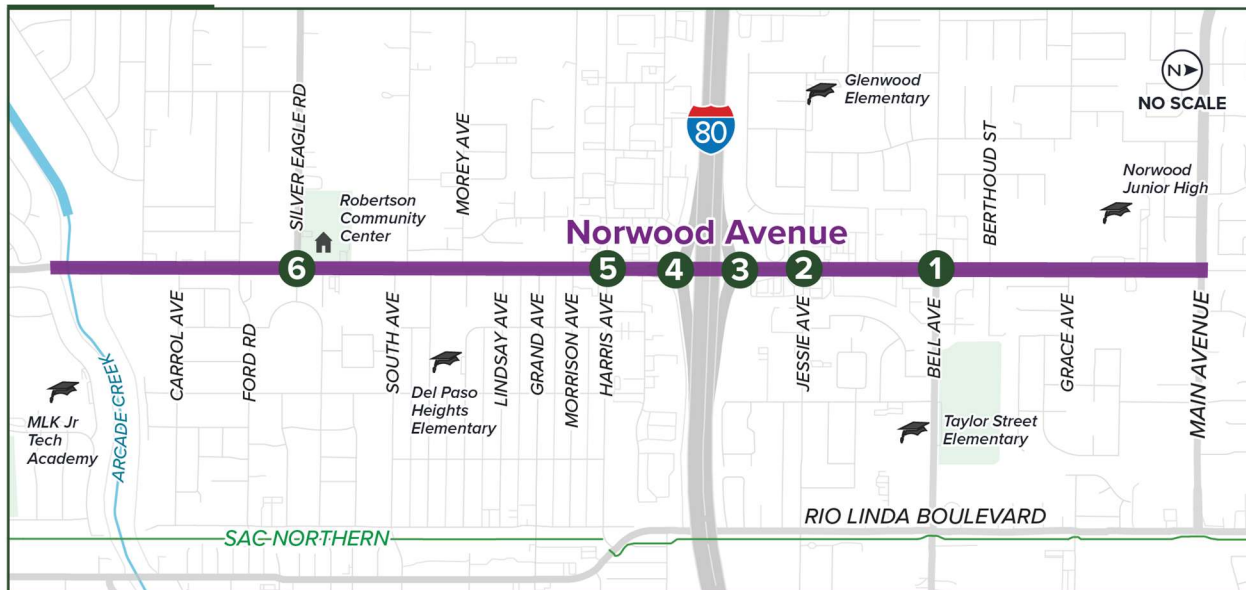 Glenwood
Elementary
N
NO SCALE
80
SILVER EAGLE RD
MOREY AVE
BERTHOUD ST
Norwood
Junior High
Robertson
Community
Center
Norwood Avenue
6
5
4
3
2
1
CARROL AVE
FORD RD
SOUTH AVE
LINDSAY AVE
GRAND AVE
MORRISON AVE
HARRIS AVE
JESSIE AVE
BELL AVE
GRACE AVE
MAIN AVENUE
ARCADE CREEK
MLK Jr
Tech
Academy
Del Paso
Heights
Elementary
Taylor Street
Elementary
RIO LINDA BOULEVARD
SAC NORTHERN